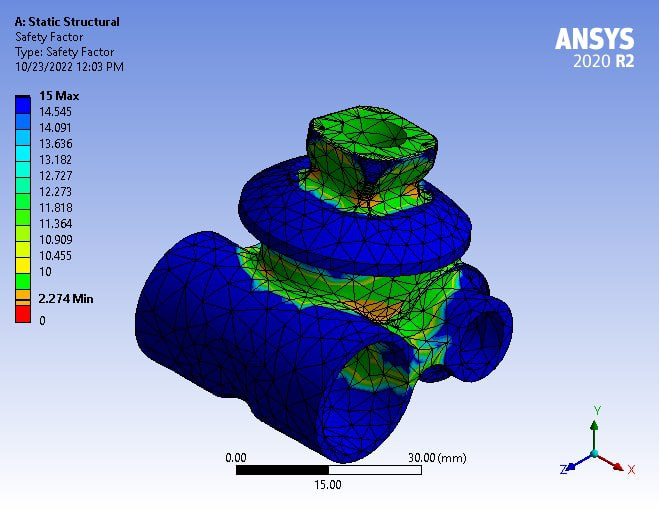 A: Static Structural
Safety Factor
Type: Safety Factor
10/23/2022 12:03 PM
ANSYS
2020 R2
15 Max
14.545
14.091
13.636
13.182
12.727
12.273
11.818
11.364
10.909
10.455
10
2.274 Min
0
0.00
30.00 (mm)
15.00
Y
Z
X